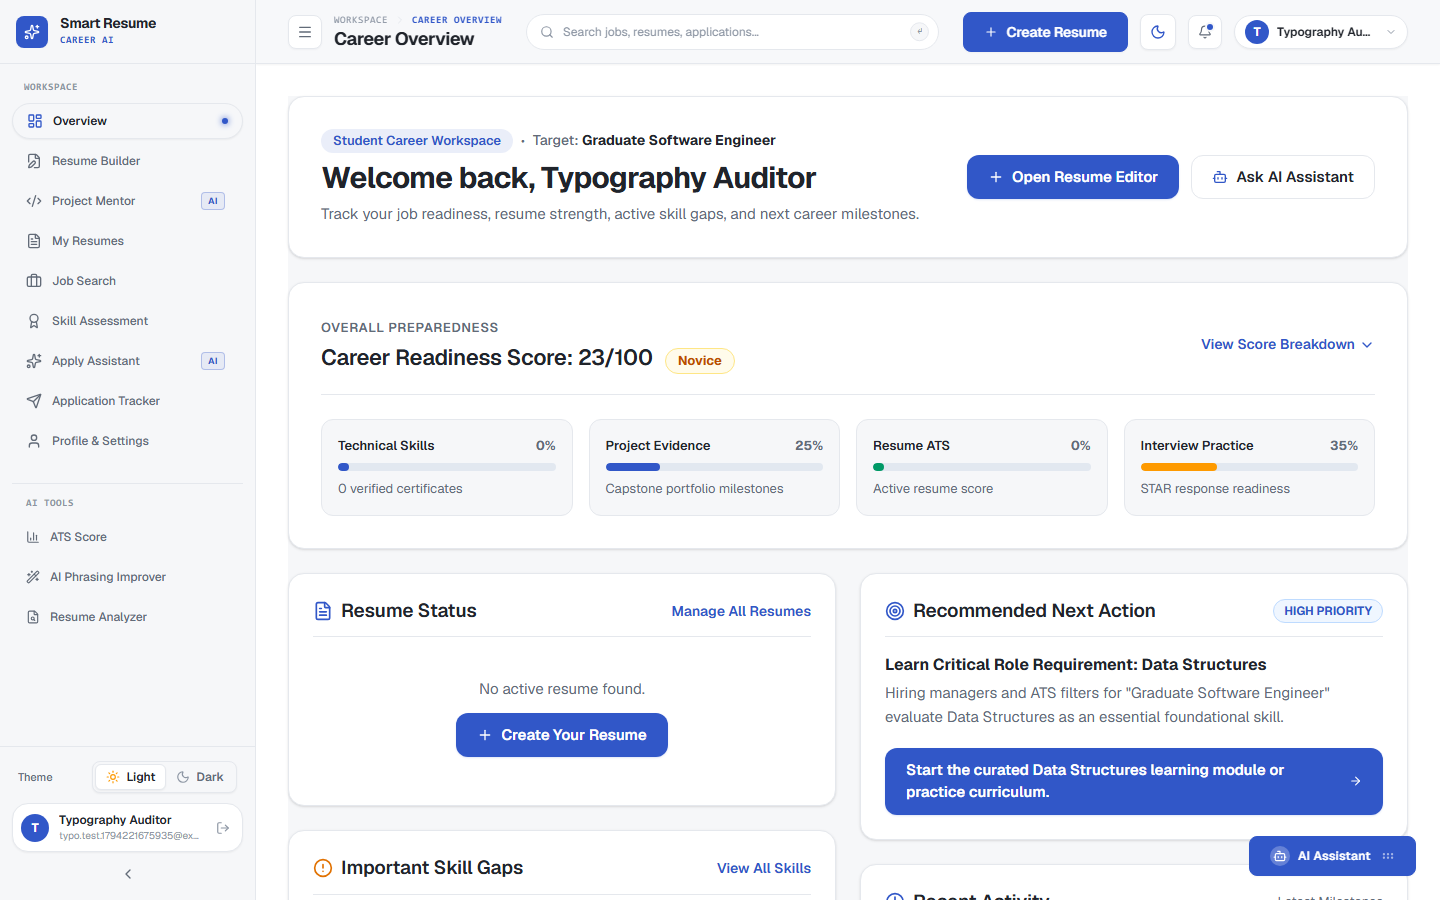 Smart Resume
CAREER AI
WORKSPACE
Overview
Resume Builder
Project Mentor AI
My Resumes
Job Search
Skill Assessment
Apply Assistant AI
Application Tracker
Profile & Settings
AI TOOLS
ATS Score
AI Phrasing Improver
Resume Analyzer
Theme Light Dark
T Typography Auditor
typo.test.1794221675935@ex...
WORKSPACE CAREER OVERVIEW
Career Overview
Search jobs, resumes, applications...
Create Resume
T Typography Au...
Student Career Workspace • Target: Graduate Software Engineer
Welcome back, Typography Auditor
Track your job readiness, resume strength, active skill gaps, and next career milestones.
Open Resume Editor
Ask AI Assistant
OVERALL PREPAREDNESS
Career Readiness Score: 23/100 Novice
View Score Breakdown
Technical Skills 0%
0 verified certificates
Project Evidence 25%
Capstone portfolio milestones
Resume ATS 0%
Active resume score
Interview Practice 35%
STAR response readiness
Resume Status Manage All Resumes
No active resume found.
Create Your Resume
Important Skill Gaps View All Skills
Recommended Next Action HIGH PRIORITY
Learn Critical Role Requirement: Data Structures
Hiring managers and ATS filters for "Graduate Software Engineer"
evaluate Data Structures as an essential foundational skill.
Start the curated Data Structures learning module or
practice curriculum.
AI Assistant
Recent Activity Latest Milestones